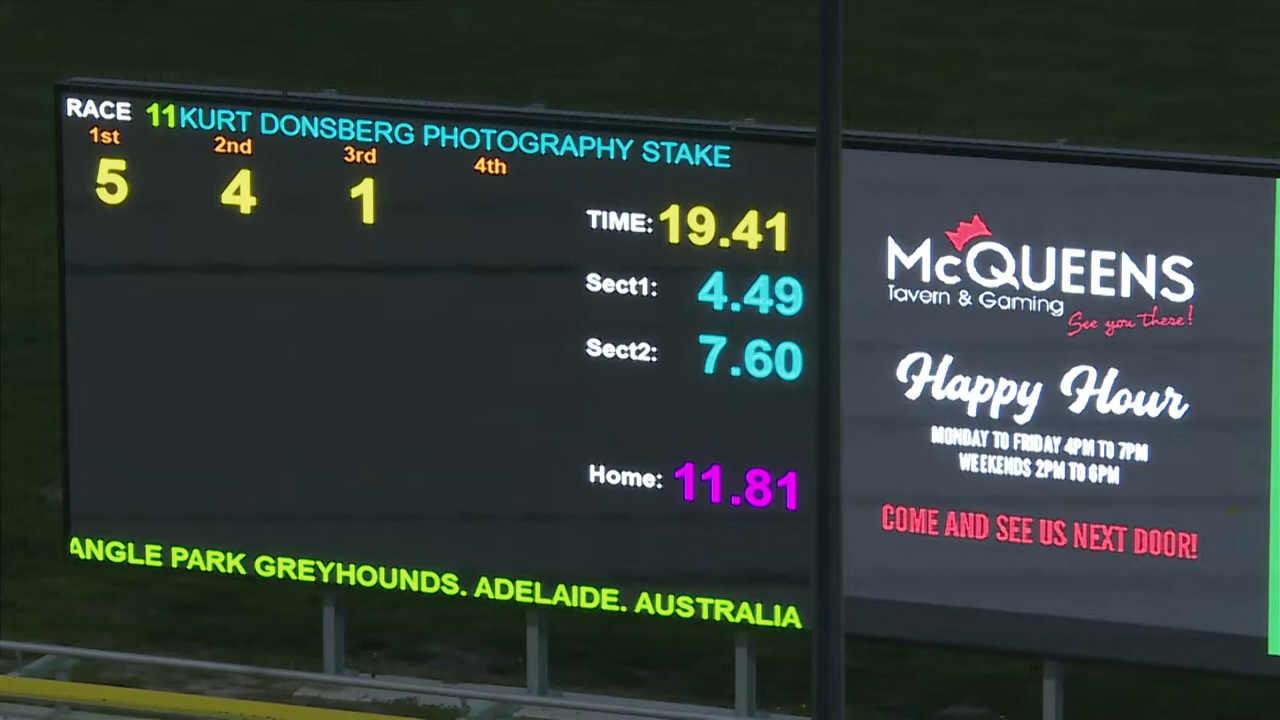 RACE 11 KURT DONSBERG PHOTOGRAPHY STAKE
1st 2nd 3rd 4th
5 4 1
TIME: 19.41
Sect1: 4.49
Sect2: 7.60
Home: 11.81
ANGLE PARK GREYHOUNDS. ADELAIDE. AUSTRALIA
McQUEENS
Tavern & Gaming
See you there!
Happy Hour
MONDAY TO FRIDAY 4PM TO 7PM
WEEKENDS 2PM TO 6PM
COME AND SEE US NEXT DOOR!